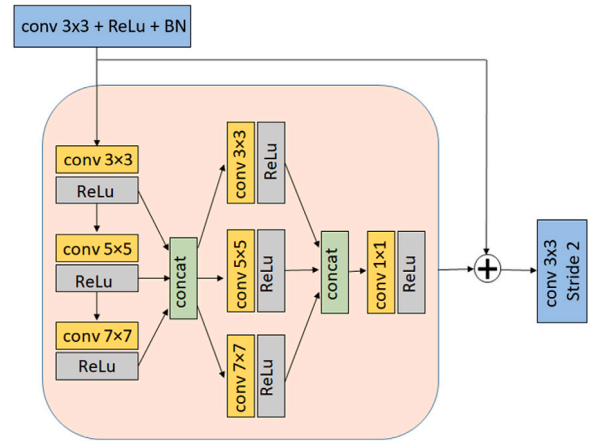 conv 3x3 + ReLu + BN
conv 3×3
ReLu
conv 5×5
ReLu
conv 7×7
ReLu
concat
conv 3×3
ReLu
conv 5×5
ReLu
conv 7×7
ReLu
concat
conv 1×1
ReLu
+
conv 3x3
Stride 2